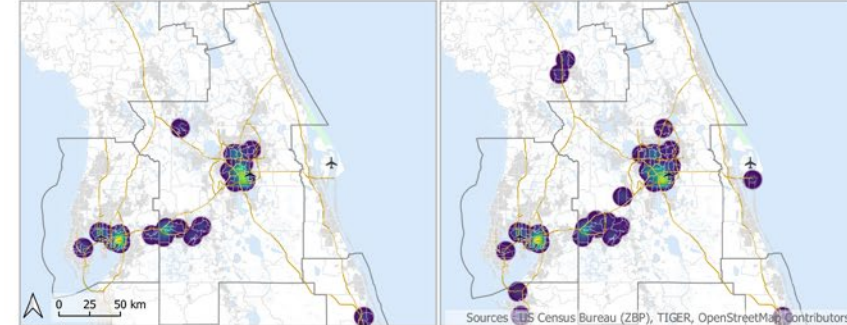 0 25 50 km
Sources : US Census Bureau (ZBP), TIGER, OpenStreetMap Contributors